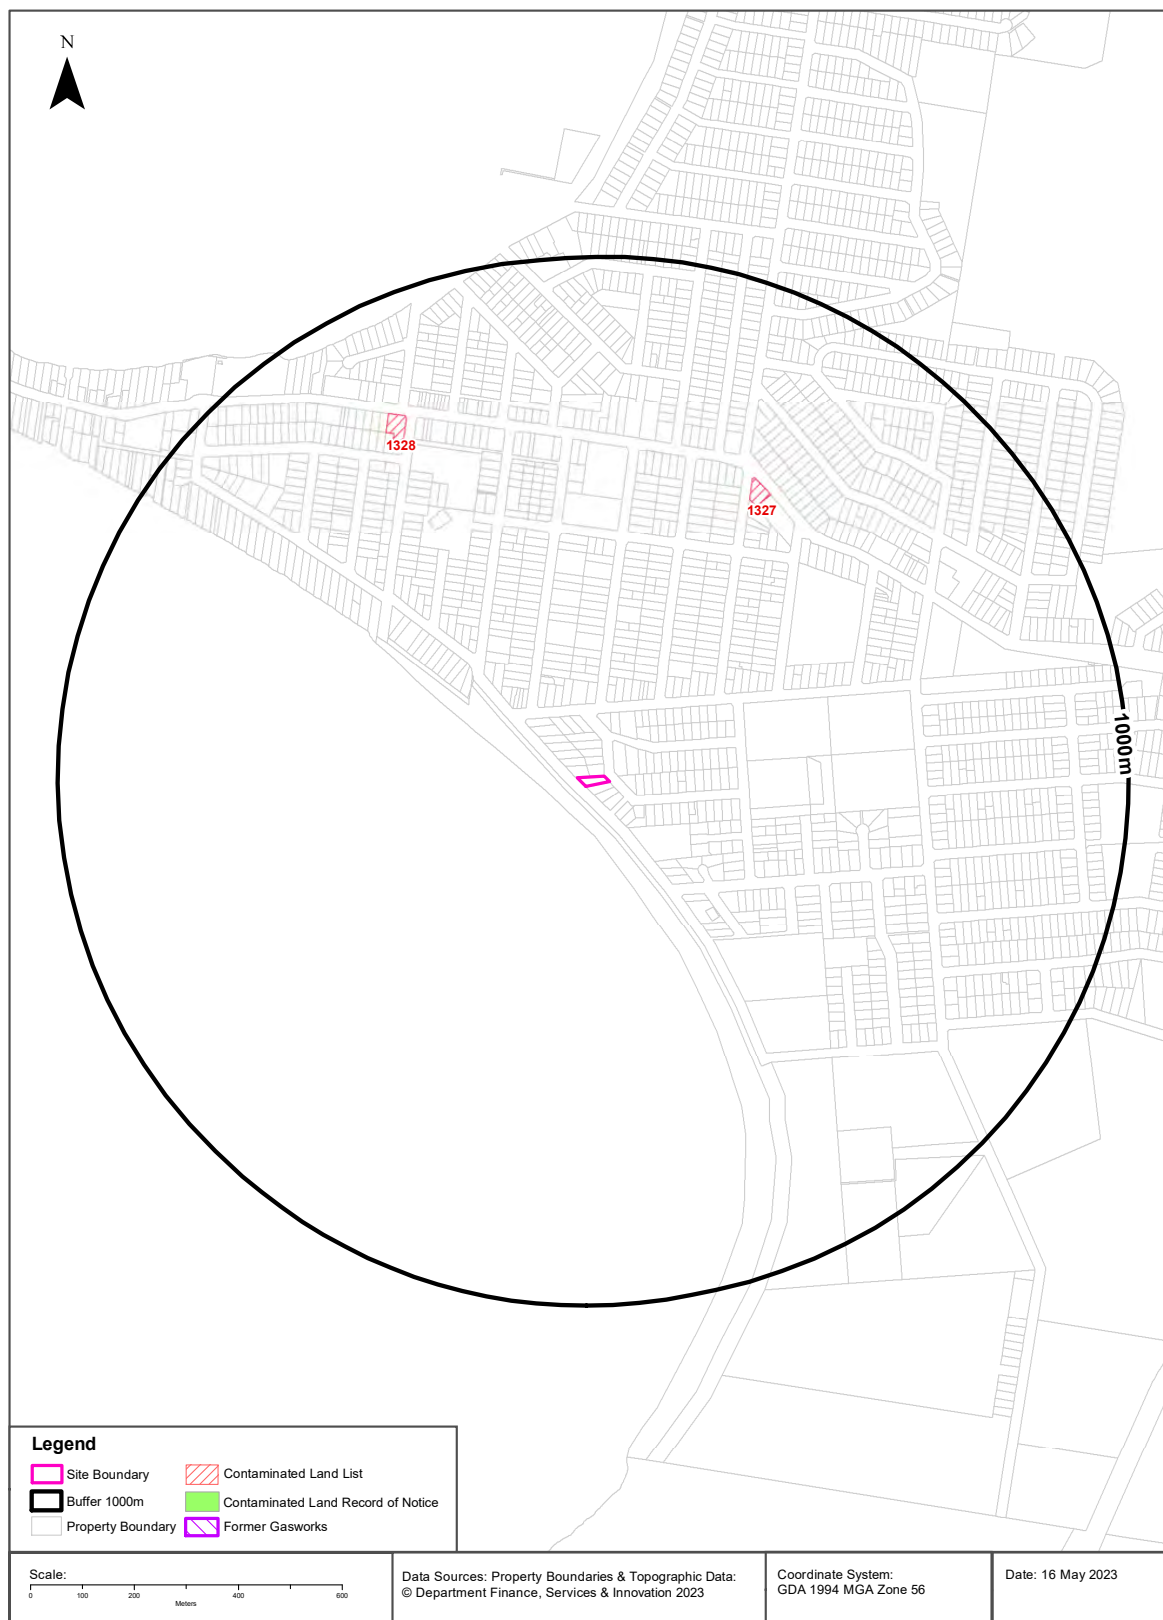 N
1328
1327
1000m
Legend
Site Boundary
Contaminated Land List
Buffer 1000m
Contaminated Land Record of Notice
Property Boundary
Former Gasworks
Scale:
0 100 200 400 600
Meters
Data Sources: Property Boundaries & Topographic Data:
© Department Finance, Services & Innovation 2023
Coordinate System:
GDA 1994 MGA Zone 56
Date: 16 May 2023